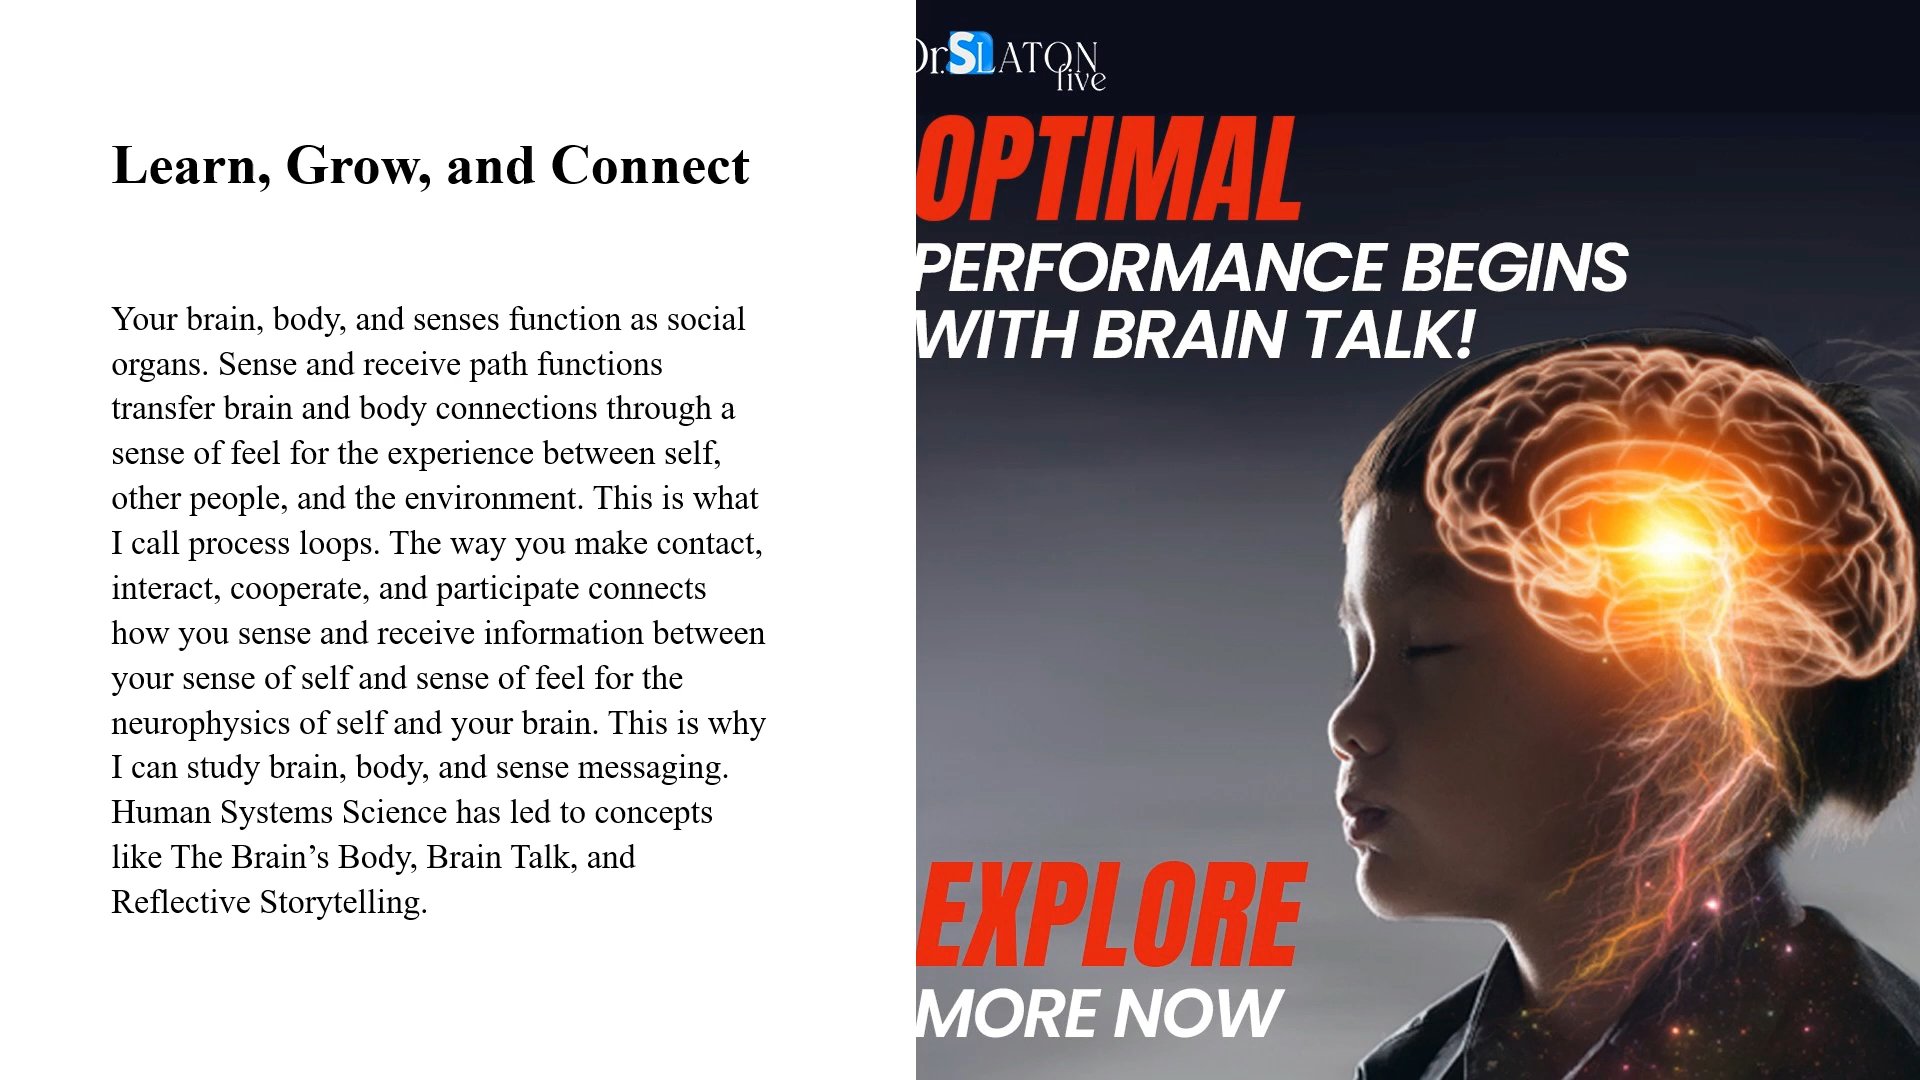 Learn, Grow, and Connect
Your brain, body, and senses function as social
organs. Sense and receive path functions
transfer brain and body connections through a
sense of feel for the experience between self,
other people, and the environment. This is what
I call process loops. The way you make contact,
interact, cooperate, and participate connects
how you sense and receive information between
your sense of self and sense of feel for the
neurophysics of self and your brain. This is why
I can study brain, body, and sense messaging.
Human Systems Science has led to concepts
like The Brain’s Body, Brain Talk, and
Reflective Storytelling.
Dr. SLATON
live
OPTIMAL
PERFORMANCE BEGINS
WITH BRAIN TALK!
EXPLORE
MORE NOW